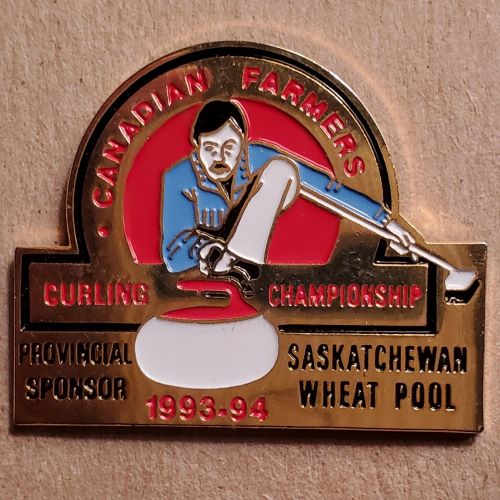 • CANADIAN FARMERS
CURLING CHAMPIONSHIP
PROVINCIAL
SPONSOR
SASKATCHEWAN
WHEAT POOL
1993-94